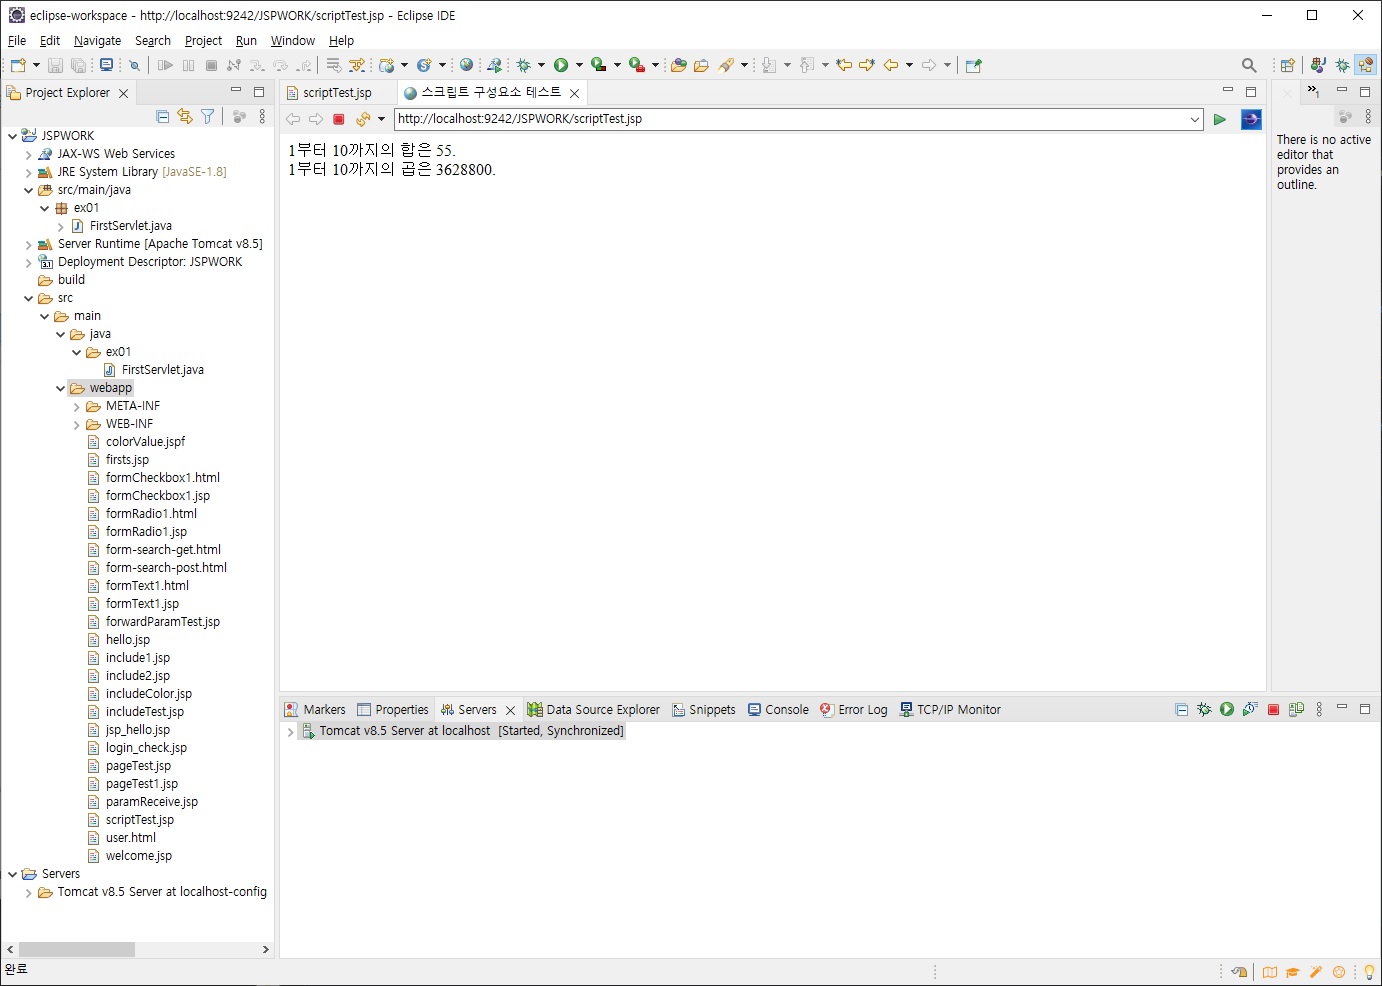 eclipse-workspace - http://localhost:9242/JSPWORK/scriptTest.jsp - Eclipse IDE
File Edit Navigate Search Project Run Window Help
Project Explorer
JSPWORK
JAX-WS Web Services
JRE System Library [JavaSE-1.8]
src/main/java
ex01
FirstServlet.java
Server Runtime [Apache Tomcat v8.5]
Deployment Descriptor: JSPWORK
build
src
main
java
ex01
FirstServlet.java
webapp
META-INF
WEB-INF
colorValue.jspf
firsts.jsp
formCheckbox1.html
formCheckbox1.jsp
formRadio1.html
formRadio1.jsp
form-search-get.html
form-search-post.html
formText1.html
formText1.jsp
forwardParamTest.jsp
hello.jsp
include1.jsp
include2.jsp
includeColor.jsp
includeTest.jsp
jsp_hello.jsp
login_check.jsp
pageTest.jsp
pageTest1.jsp
paramReceive.jsp
scriptTest.jsp
user.html
welcome.jsp
Servers
Tomcat v8.5 Server at localhost-config
scriptTest.jsp 스크립트 구성요소 테스트
http://localhost:9242/JSPWORK/scriptTest.jsp
1부터 10까지의 합은 55.
1부터 10까지의 곱은 3628800.
Markers Properties Servers Data Source Explorer Snippets Console Error Log TCP/IP Monitor
Tomcat v8.5 Server at localhost [Started, Synchronized]
1
There is no active
editor that
provides an
outline.
완료